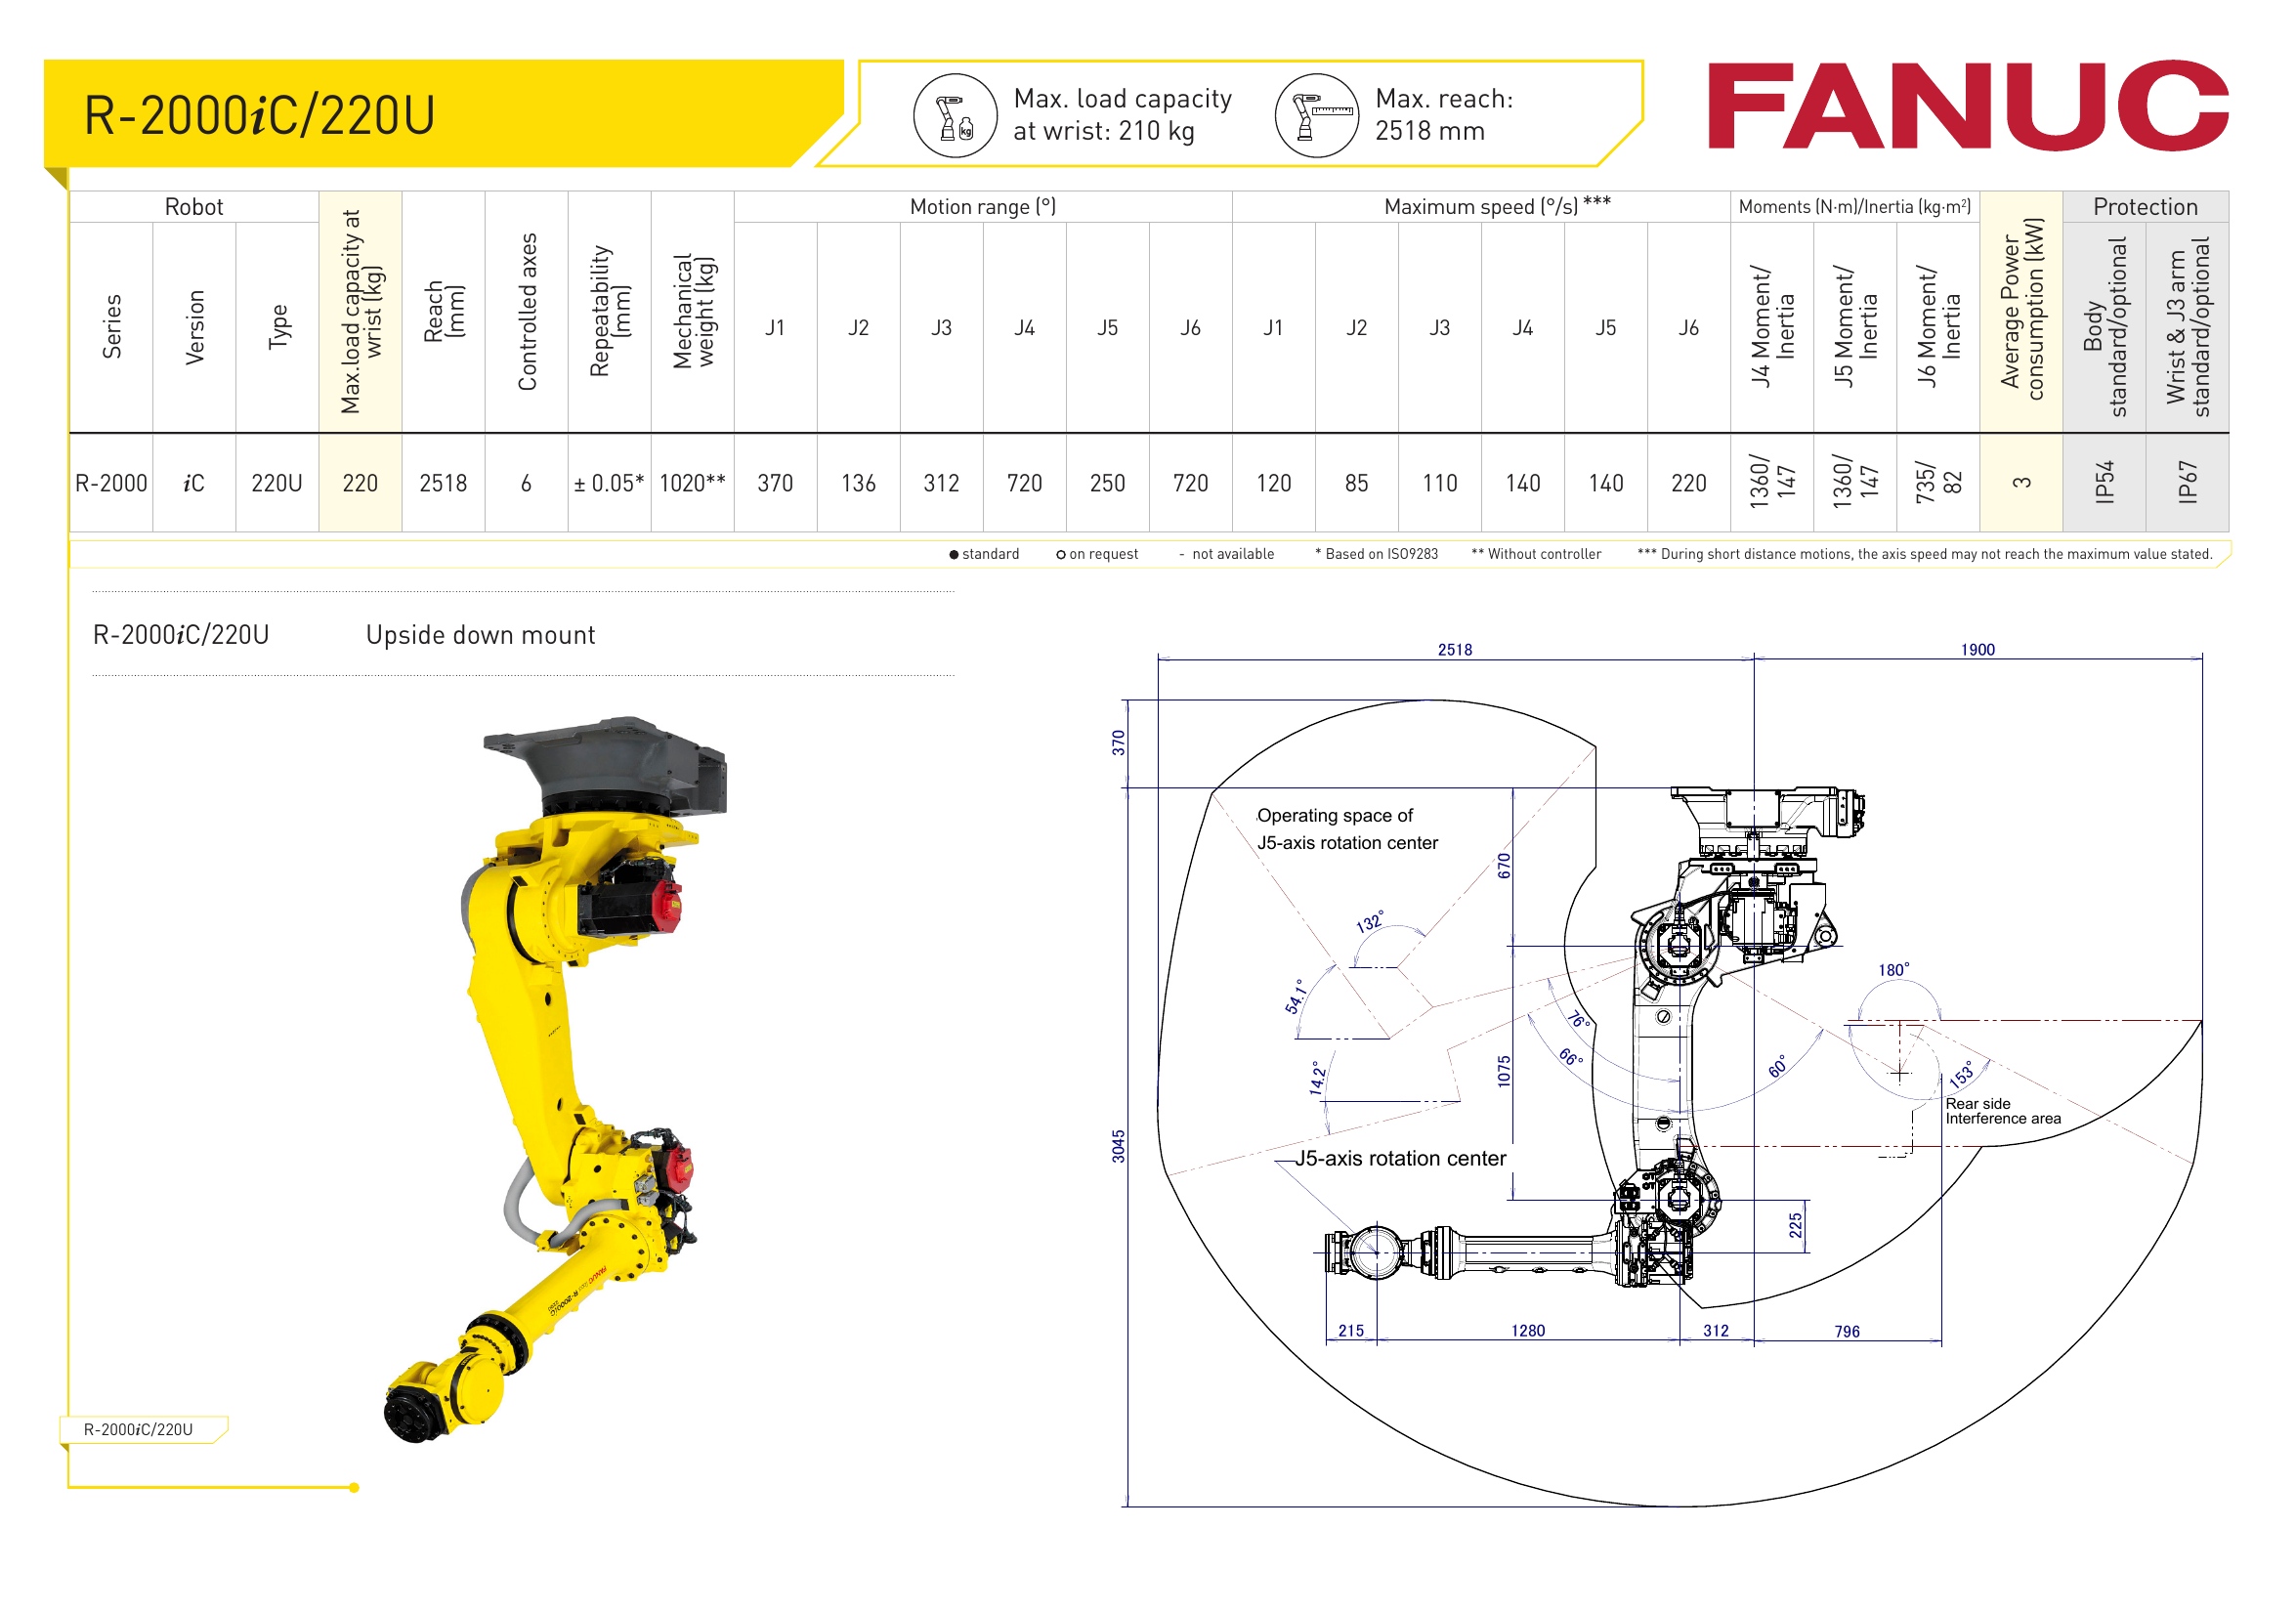 R-2000iC/220U
Max. load capacity
at wrist: 210 kg
Max. reach:
2518 mm
FANUC
kg
Robot
Motion range (°)
Maximum speed (°/s) ***
Moments (N·m)/Inertia (kg·m²)
Protection
Series
Version
Type
Max.load capacity at
wrist (kg)
Reach
(mm)
Controlled axes
Repeatability
(mm)
Mechanical
weight (kg)
J1 J2 J3 J4 J5 J6 J1 J2 J3 J4 J5 J6
J4 Moment/
Inertia
J5 Moment/
Inertia
J6 Moment/
Inertia
Average Power
consumption (kW)
Body
standard/optional
Wrist & J3 arm
standard/optional
R-2000 iC 220U 220 2518 6 ± 0.05* 1020** 370 136 312 720 250 720 120 85 110 140 140 220
1360/
147
1360/
147
735/
82
3
IP54
IP67
● standard ○ on request - not available * Based on ISO9283 ** Without controller *** During short distance motions, the axis speed may not reach the maximum value stated.
R-2000iC/220U Upside down mount
2518
1900
370
Operating space of
J5-axis rotation center
670
132°
54.1°
76°
66°
14.2°
1075
60°
180°
153°
Rear side
Interference area
3045
J5-axis rotation center
225
215
1280
312
796
FANUC
R-2000iC
R-2000iC/220U